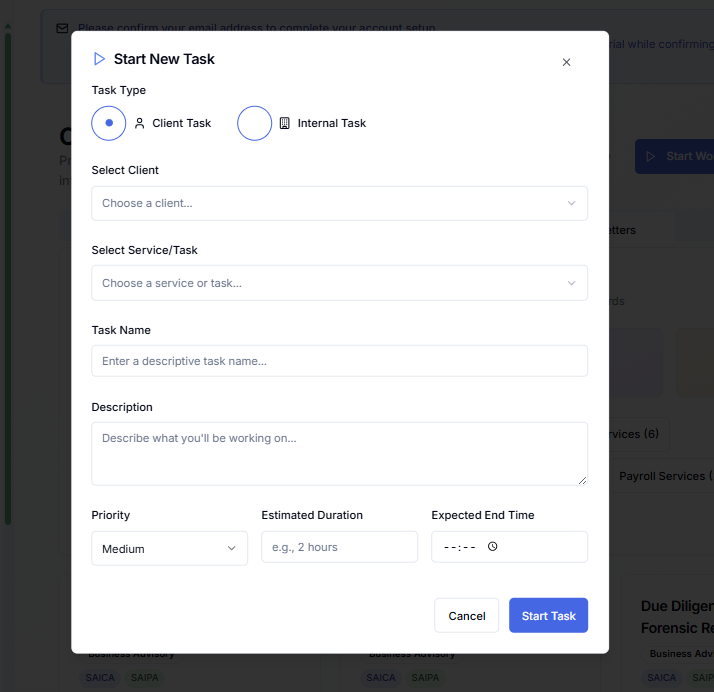 Please confirm your email address to complete your account setup
rial while confirming
Start New Task
Task Type
Client Task
Internal Task
Start Wo
Select Client
Choose a client...
etters
Select Service/Task
Choose a service or task...
rds
Task Name
Enter a descriptive task name...
Description
Describe what you'll be working on...
rvices (6)
Payroll Services (
Priority
Estimated Duration
Expected End Time
Medium
e.g., 2 hours
--:--
Cancel
Start Task
Due Diligen
Forensic Re
Business Advisory
Business Advisory
Business Advi
SAICA SAIPA
SAICA SAIPA
SAICA SAIP